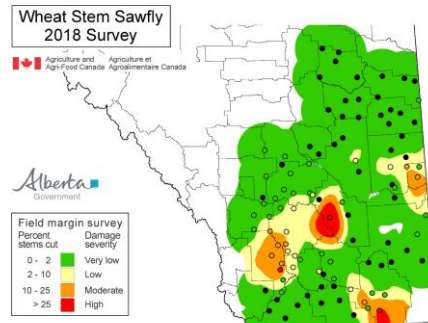 Wheat Stem Sawfly
2018 Survey
Agriculture and Agriculture et
Agri-Food Canada Agroalimentaire Canada
Alberta
Government
Field margin survey
Percent Damage
stems cut severity
0 - 2 Very low
2 - 10 Low
10 - 25 Moderate
> 25 High